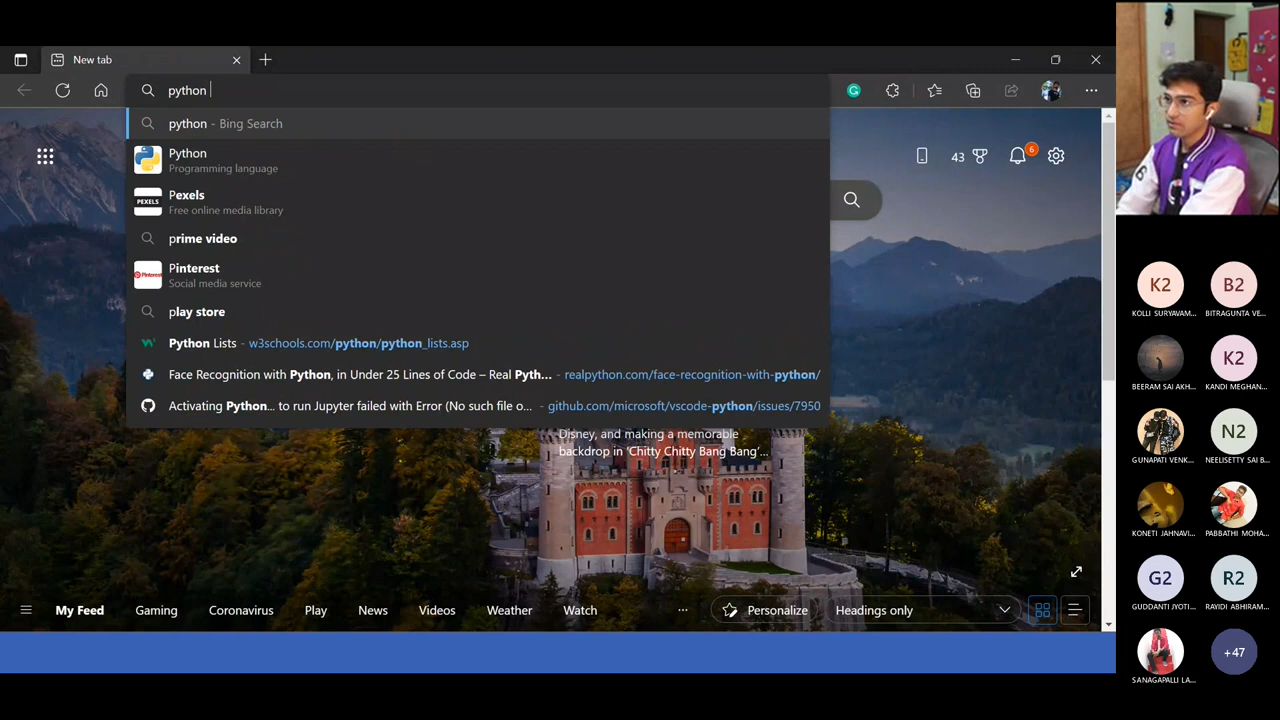 New tab
python
python - Bing Search
Python
Programming language
PEXELS
Pexels
Free online media library
prime video
Pinterest
Pinterest
Social media service
play store
Python Lists - w3schools.com/python/python_lists.asp
Face Recognition with Python, in Under 25 Lines of Code – Real Pyth... - realpython.com/face-recognition-with-python/
Activating Python... to run Jupyter failed with Error (No such file o... - github.com/microsoft/vscode-python/issues/7950
43
6
Disney, and making a memorable
backdrop in 'Chitty Chitty Bang Bang'...
My Feed
Gaming
Coronavirus
Play
News
Videos
Weather
Watch
...
Personalize
Headings only
K2
KOLLI SURYAVAM...
B2
BITRAGUNTA VE...
BEERAM SAI AKH...
K2
KANDI MEGHAN...
GUNAPATI VENK...
N2
NEELISETTY SAI B...
KONETI JAHNAVI...
PABBATHI MOHA...
G2
GUDDANTI JYOTI...
R2
RAYIDI ABHIRAM...
SANAGAPALLI LA...
+47